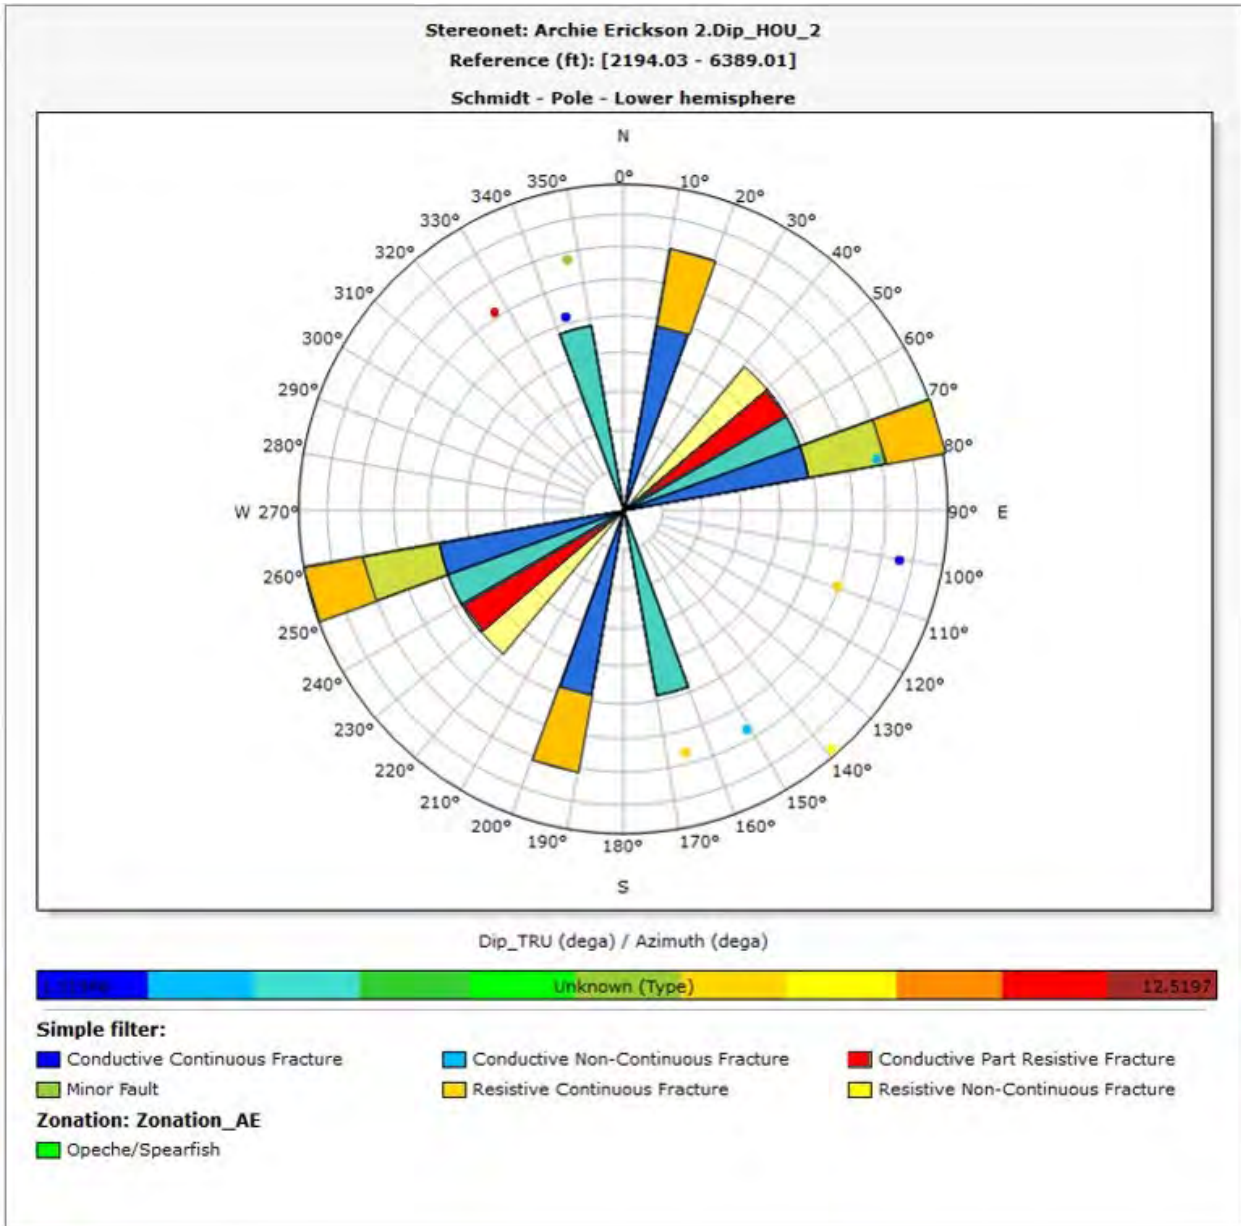 Stereonet: Archie Erickson 2.Dip_HOU_2
Reference (ft): [2194.03 - 6389.01]
Schmidt - Pole - Lower hemisphere
N
0°
350° 10°
340° 20°
330° 30°
320° 40°
310° 50°
300° 60°
290° 70°
280° 80°
W 270° 90° E
260° 100°
250° 110°
240° 120°
230° 130°
220° 140°
210° 150°
200° 160°
190° 170°
180°
S
Dip_TRU (dega) / Azimuth (dega)
Unknown (Type) 12.5197
Simple filter:
Conductive Continuous Fracture Conductive Non-Continuous Fracture Conductive Part Resistive Fracture
Minor Fault Resistive Continuous Fracture Resistive Non-Continuous Fracture
Zonation: Zonation_AE
Opeche/Spearfish